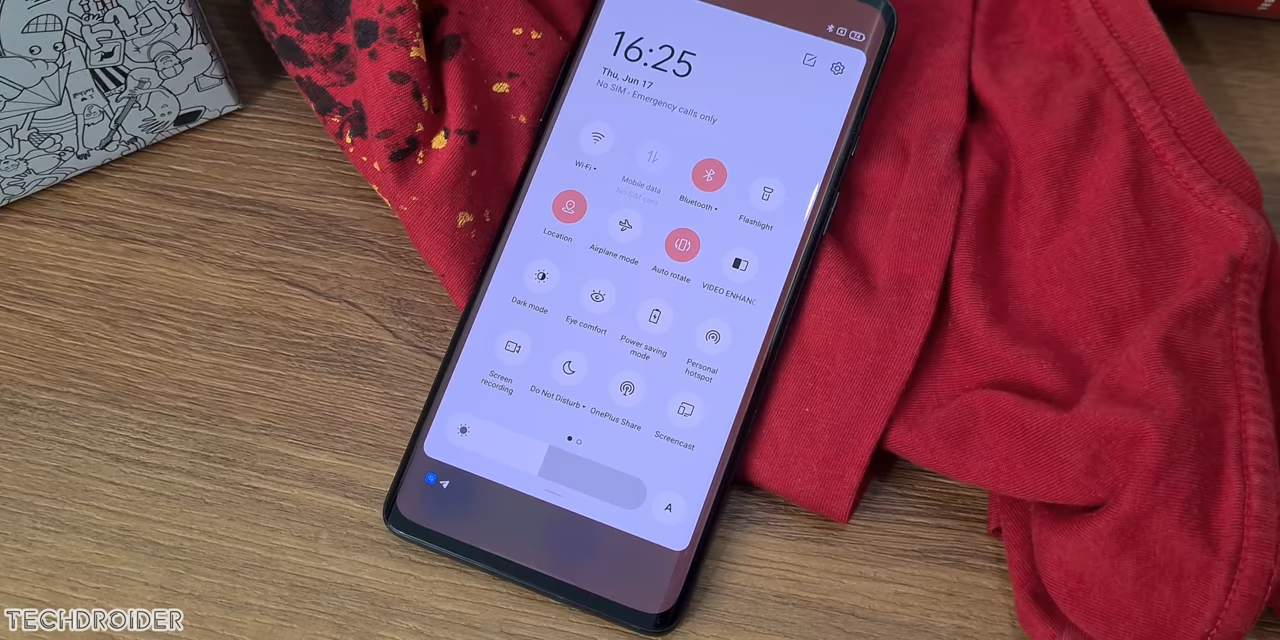 74
16:25
Thu, Jun 17
No SIM - Emergency calls only
Wi-Fi
Mobile data
No SIM card
Bluetooth
Flashlight
Location
Airplane mode
Auto rotate
VIDEO ENHANC
Dark mode
Eye comfort
Power saving
mode
Personal
hotspot
Screen
recording
Do Not Disturb
OnePlus Share
Screencast
A
TECHDROIDER